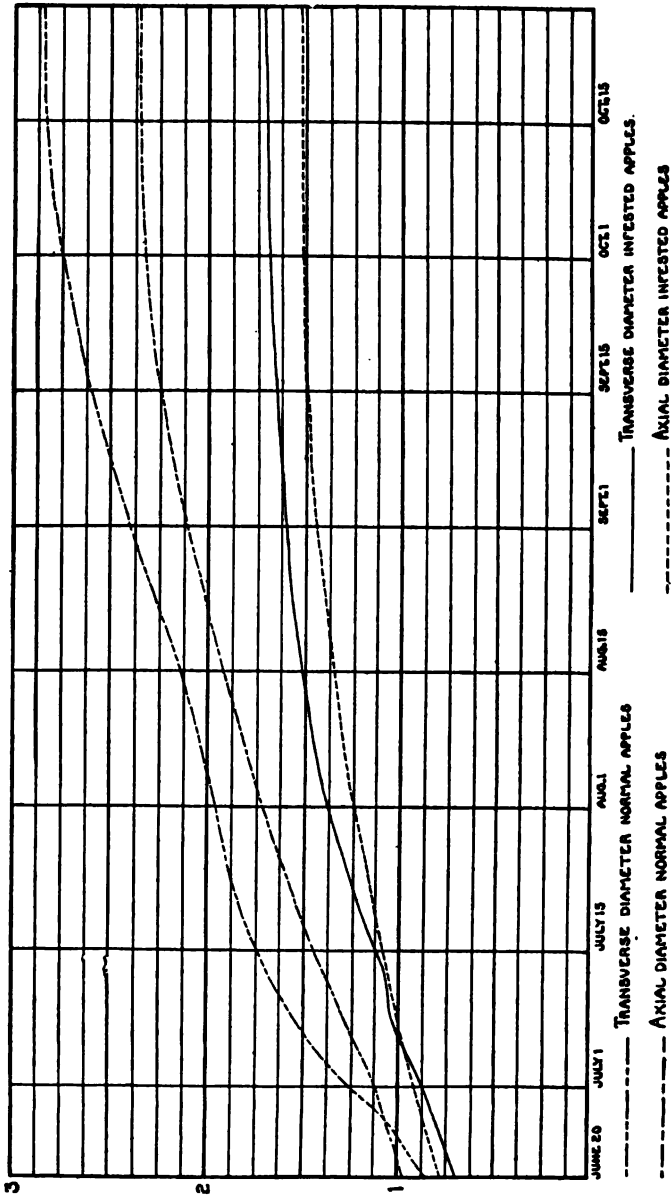 3
2
1
JUNE 20 JULY 1 JULY 15 AUG.1 AUG.15 SEPT.1 SEPT.15 OCT.1 OCT.15
TRANSVERSE DIAMETER NORMAL APPLES
AXIAL DIAMETER NORMAL APPLES
TRANSVERSE DIAMETER INFESTED APPLES.
AXIAL DIAMETER INFESTED APPLES